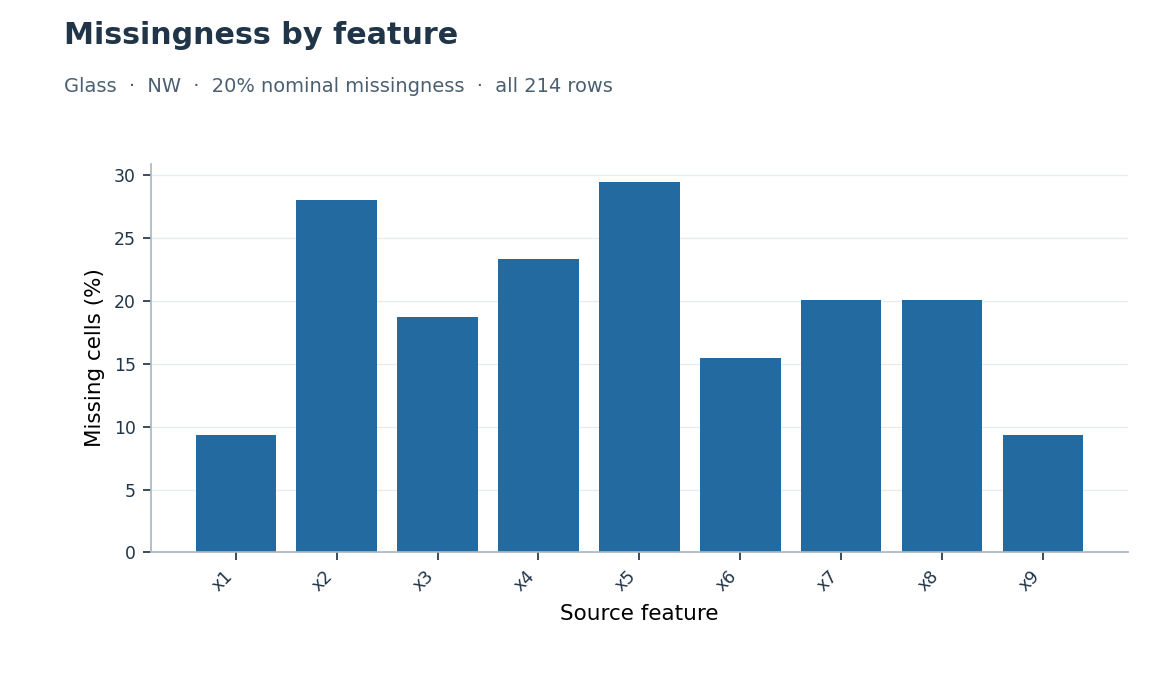 Missingness by feature
Glass · NW · 20% nominal missingness · all 214 rows
30
25
20
15
10
5
0
Missing cells (%)
x1 x2 x3 x4 x5 x6 x7 x8 x9
Source feature